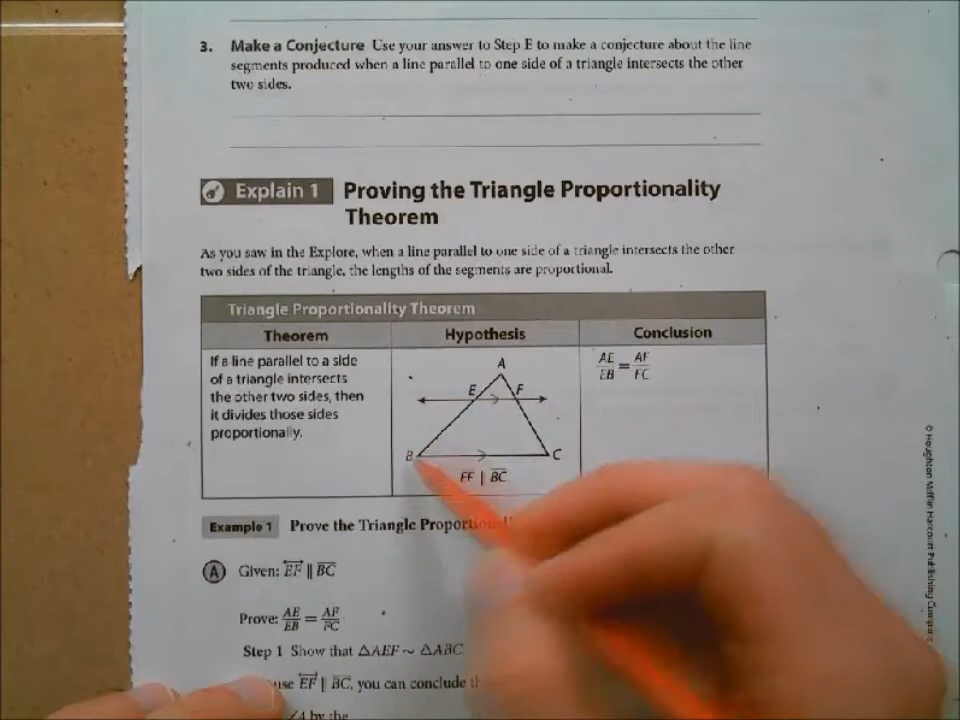 3. Make a Conjecture Use your answer to Step E to make a conjecture about the line
segments produced when a line parallel to one side of a triangle intersects the other
two sides.
Explain 1 Proving the Triangle Proportionality
Theorem
As you saw in the Explore, when a line parallel to one side of a triangle intersects the other
two sides of the triangle, the lengths of the segments are proportional.
Triangle Proportionality Theorem
Theorem Hypothesis Conclusion
If a line parallel to a side
of a triangle intersects
the other two sides, then
it divides those sides
proportionally.
A
E F
B C
EF ∥ BC
AE/EB = AF/FC
Example 1 Prove the Triangle
A Given: EF ∥ BC
Prove: AE/EB = AF/FC
Step 1 Show that △AEF ~ △ABC.
EF ∥ BC, you can conclude
∠4 by the
© Houghton Mifflin Harcourt Publishing